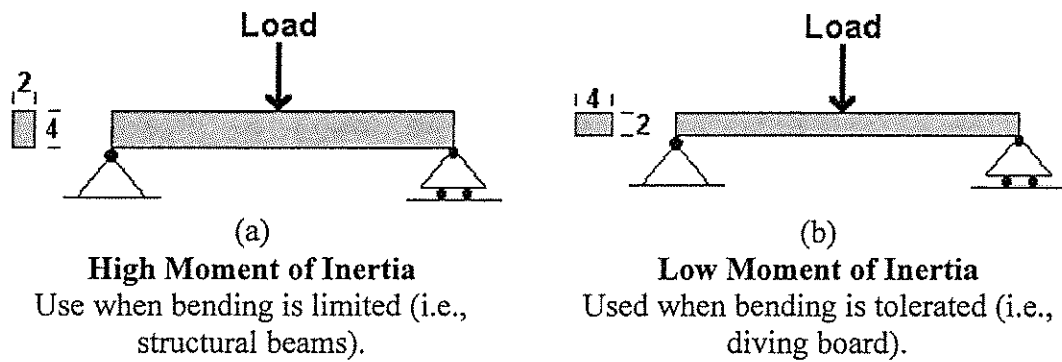 Load
2
4
(a)
High Moment of Inertia
Use when bending is limited (i.e.,
structural beams).
Load
4
2
(b)
Low Moment of Inertia
Used when bending is tolerated (i.e.,
diving board).